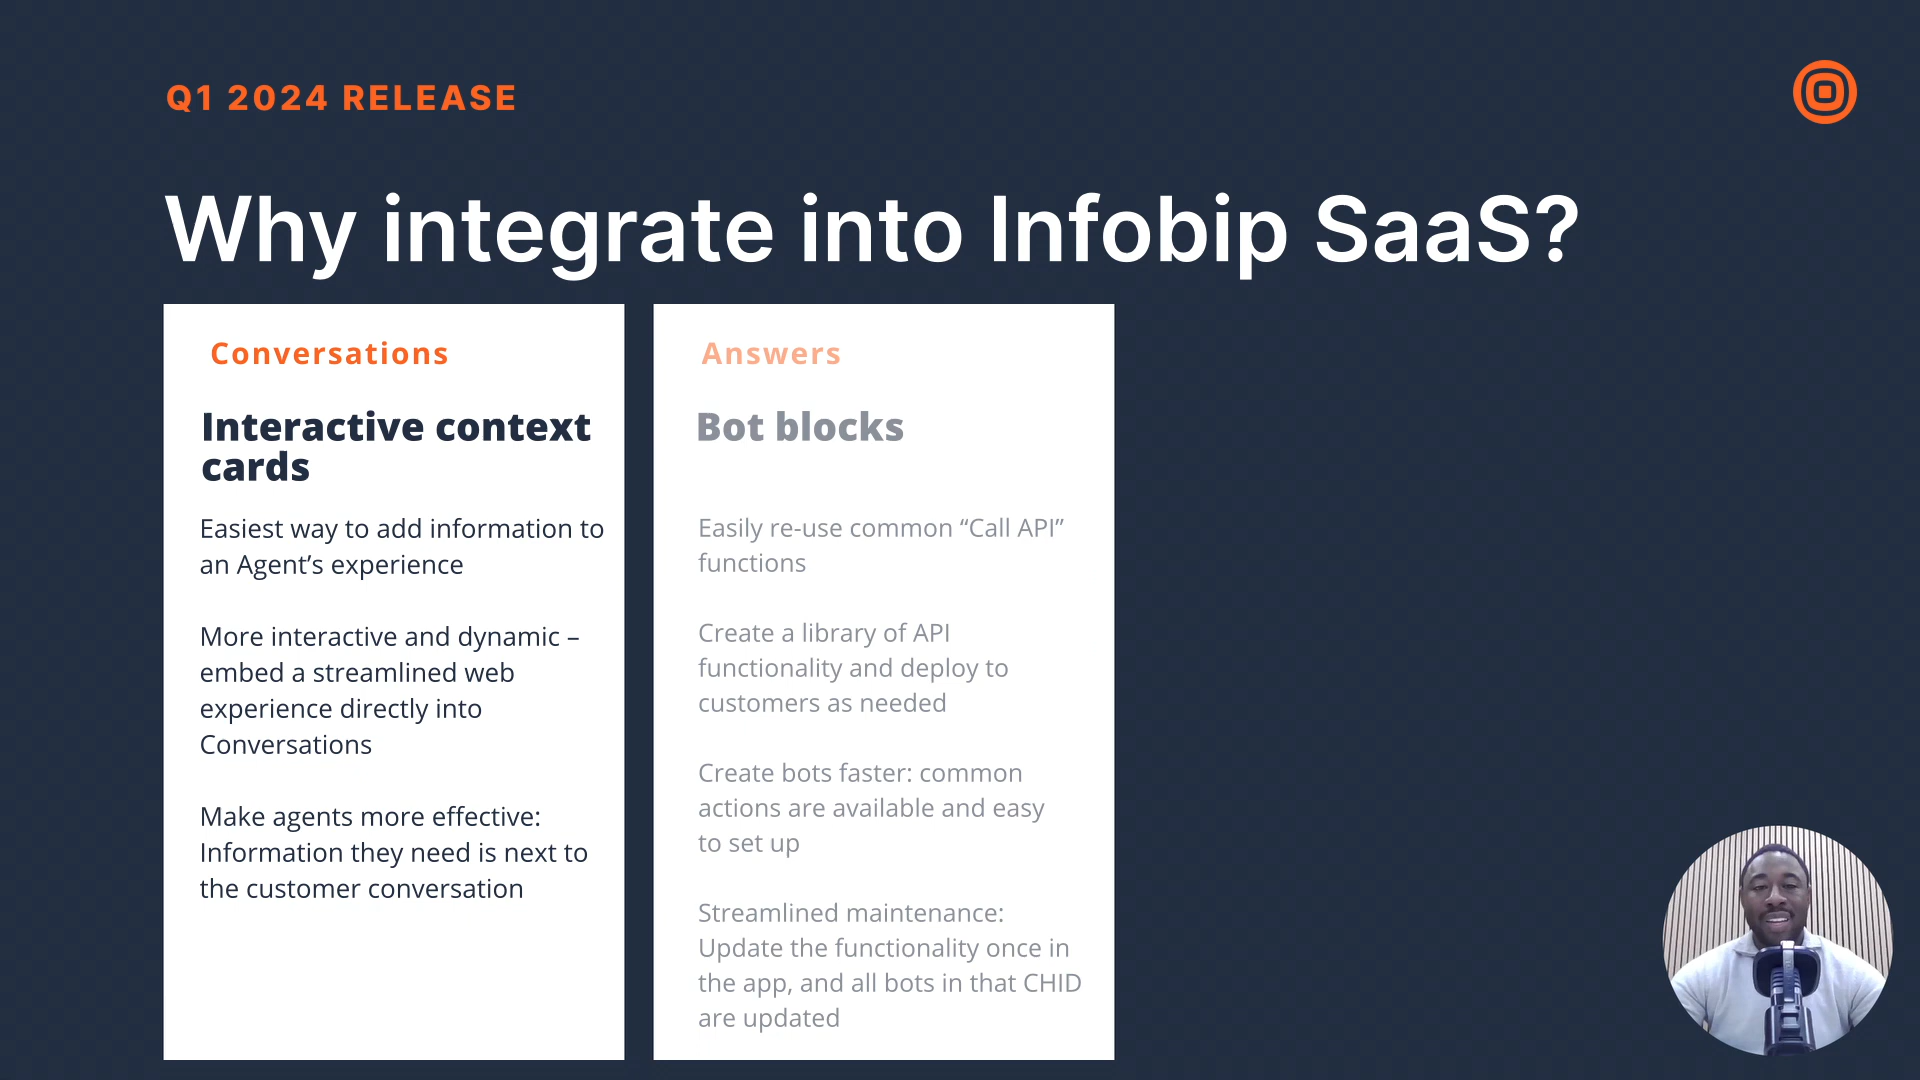 Q1 2024 RELEASE
Why integrate into Infobip SaaS?
Conversations
Interactive context
cards
Easiest way to add information to
an Agent’s experience
More interactive and dynamic –
embed a streamlined web
experience directly into
Conversations
Make agents more effective:
Information they need is next to
the customer conversation
Answers
Bot blocks
Easily re-use common “Call API”
functions
Create a library of API
functionality and deploy to
customers as needed
Create bots faster: common
actions are available and easy
to set up
Streamlined maintenance:
Update the functionality once in
the app, and all bots in that CHID
are updated